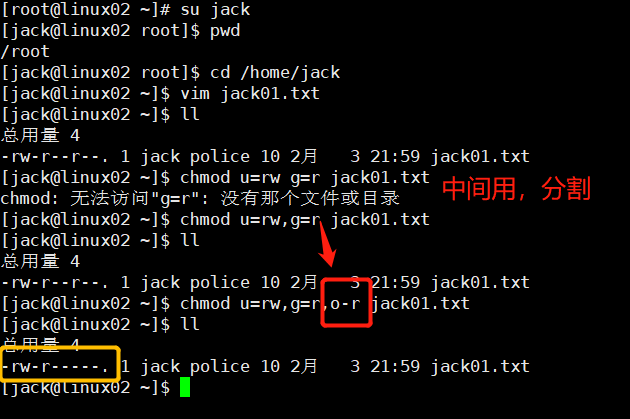 [root@linux02 ~]# su jack
[jack@linux02 root]$ pwd
/root
[jack@linux02 root]$ cd /home/jack
[jack@linux02 ~]$ vim jack01.txt
[jack@linux02 ~]$ ll
总用量 4
-rw-r--r--. 1 jack police 10 2月   3 21:59 jack01.txt
[jack@linux02 ~]$ chmod u=rw g=r jack01.txt
chmod: 无法访问"g=r": 没有那个文件或目录
中间用，分割
[jack@linux02 ~]$ chmod u=rw,g=r jack01.txt
[jack@linux02 ~]$ ll
总用量 4
-rw-r--r--. 1 jack police 10 2月   3 21:59 jack01.txt
[jack@linux02 ~]$ chmod u=rw,g=r,o-r jack01.txt
[jack@linux02 ~]$ ll
总用量 4
-rw-r-----. 1 jack police 10 2月   3 21:59 jack01.txt
[jack@linux02 ~]$